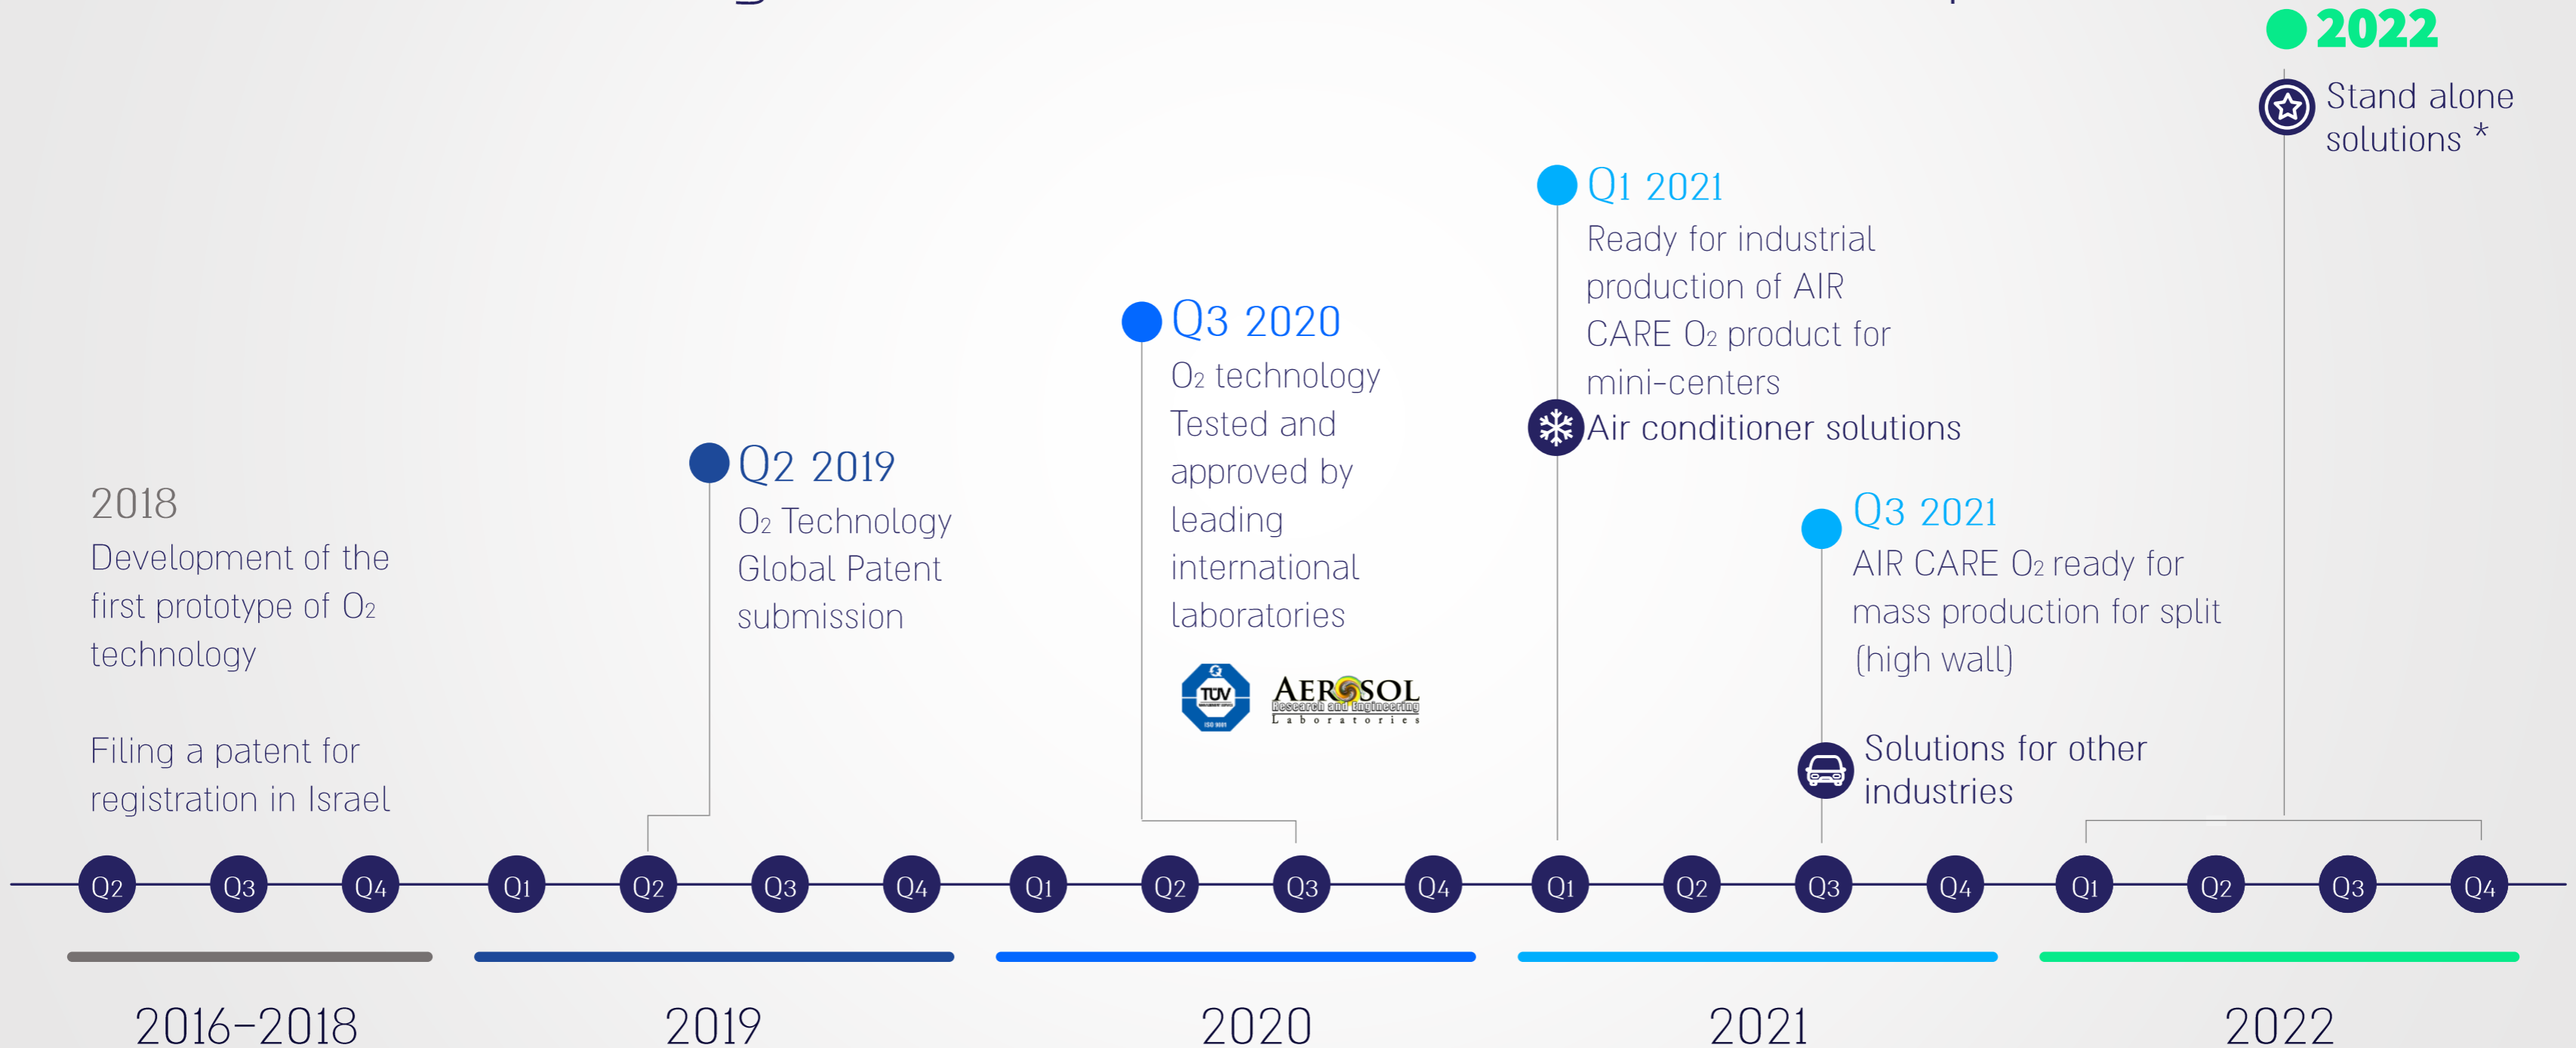 2022
Stand alone
solutions *
Q1 2021
Ready for industrial
production of AIR
CARE O₂ product for
mini-centers
Air conditioner solutions
Q3 2020
O₂ technology
Tested and
approved by
leading
international
laboratories
TÜV
ISO 9001
AEROSOL
Research and Engineering
Laboratories
Q2 2019
O₂ Technology
Global Patent
submission
2018
Development of the
first prototype of O₂
technology
Filing a patent for
registration in Israel
Q3 2021
AIR CARE O₂ ready for
mass production for split
(high wall)
Solutions for other
industries
Q2 Q3 Q4 Q1 Q2 Q3 Q4 Q1 Q2 Q3 Q4 Q1 Q2 Q3 Q4 Q1 Q2 Q3 Q4
2016-2018 2019 2020 2021 2022